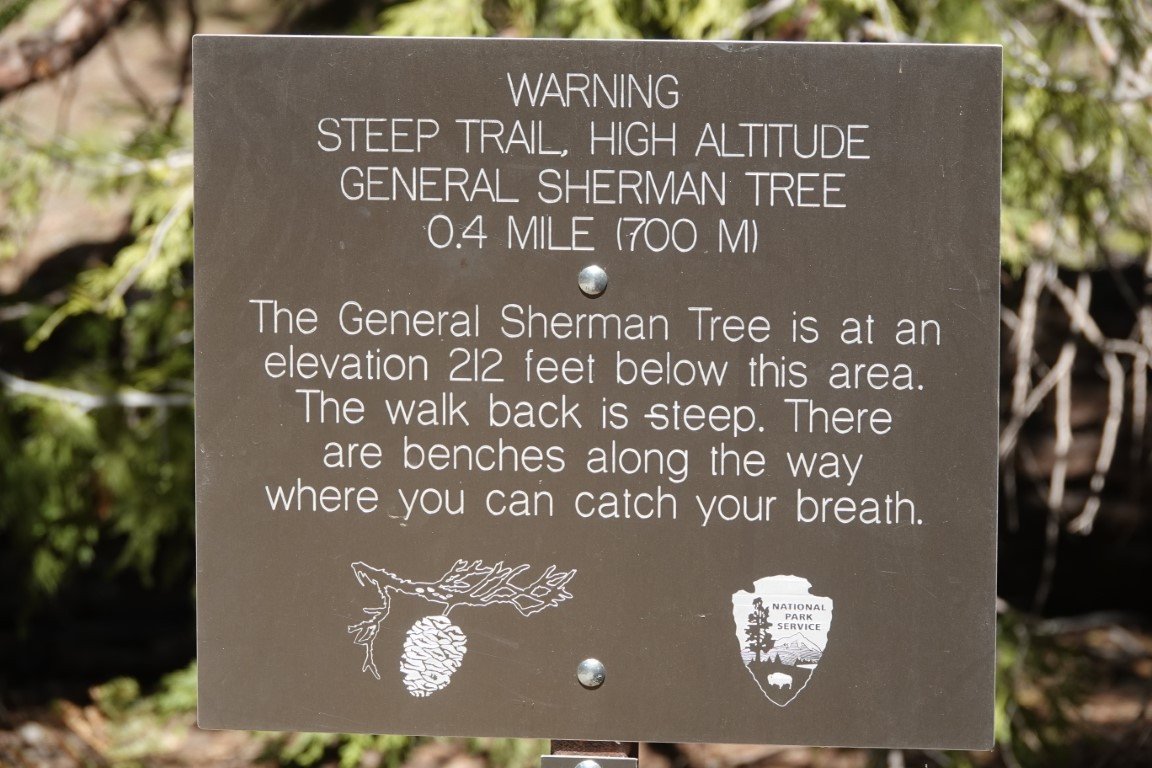 WARNING
STEEP TRAIL, HIGH ALTITUDE
GENERAL SHERMAN TREE
0.4 MILE (700 M)
The General Sherman Tree is at an
elevation 212 feet below this area.
The walk back is steep. There
are benches along the way
where you can catch your breath.
NATIONAL
PARK
SERVICE